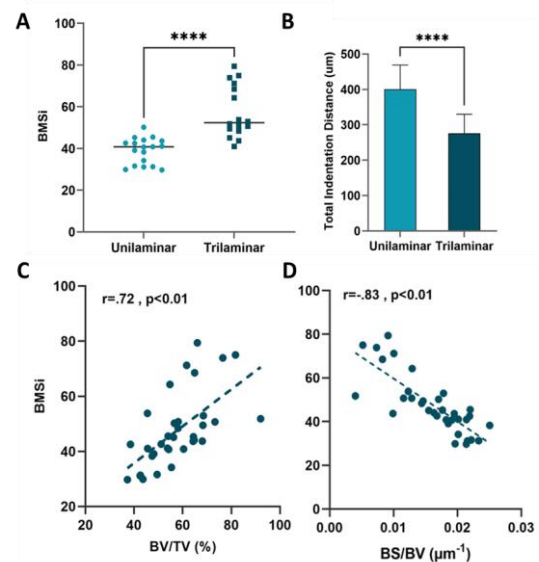 A
****
BMSi
100
80
60
40
20
0
Unilaminar
Trilaminar
B
****
Total Indentation Distance (um)
500
400
300
200
100
0
Unilaminar Trilaminar
C
r=.72 , p<0.01
BMSi
100
80
60
40
20
20 40 60 80 100
BV/TV (%)
D
r=-.83 , p<0.01
100
80
60
40
20
0
0.00 0.01 0.02 0.03
BS/BV (µm⁻¹)